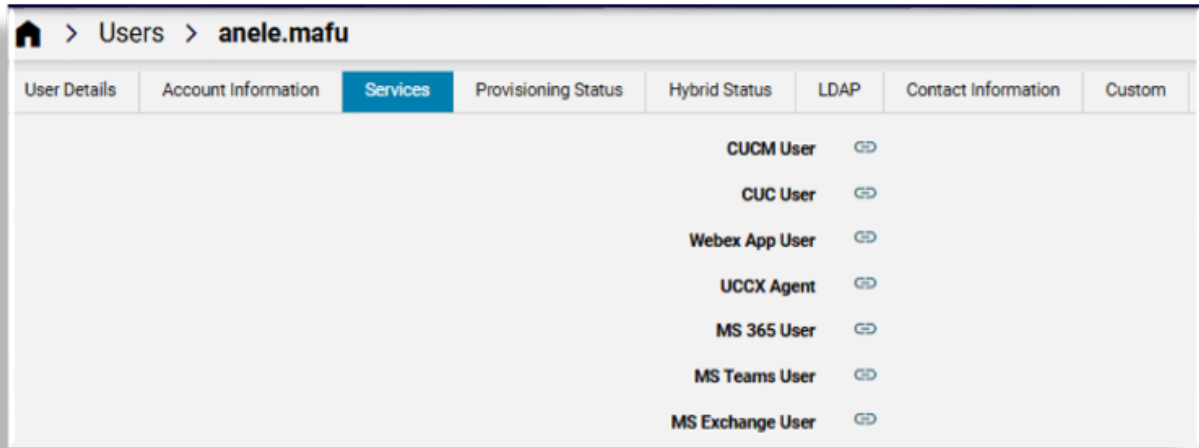 > Users > anele.mafu
User Details Account Information Services Provisioning Status Hybrid Status LDAP Contact Information Custom
CUCM User
CUC User
Webex App User
UCCX Agent
MS 365 User
MS Teams User
MS Exchange User